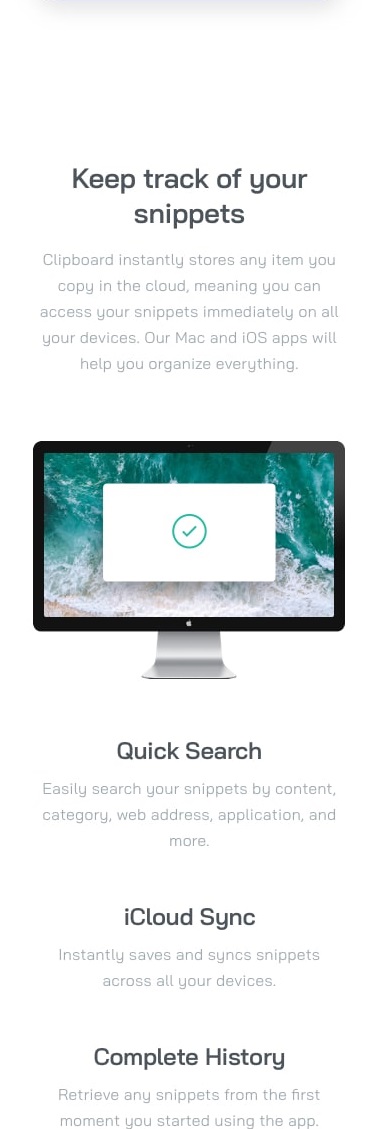 Keep track of your
snippets
Clipboard instantly stores any item you
copy in the cloud, meaning you can
access your snippets immediately on all
your devices. Our Mac and iOS apps will
help you organize everything.
Quick Search
Easily search your snippets by content,
category, web address, application, and
more.
iCloud Sync
Instantly saves and syncs snippets
across all your devices.
Complete History
Retrieve any snippets from the first
moment you started using the app.